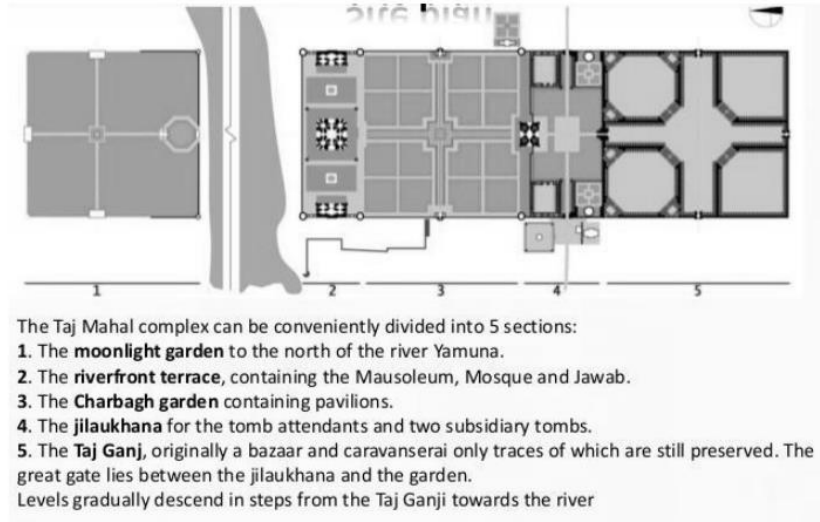 Site plan
1
2
3
4
5
The Taj Mahal complex can be conveniently divided into 5 sections:
1. The moonlight garden to the north of the river Yamuna.
2. The riverfront terrace, containing the Mausoleum, Mosque and Jawab.
3. The Charbagh garden containing pavilions.
4. The jilaukhana for the tomb attendants and two subsidiary tombs.
5. The Taj Ganj, originally a bazaar and caravanserai only traces of which are still preserved. The
great gate lies between the jilaukhana and the garden.
Levels gradually descend in steps from the Taj Ganji towards the river